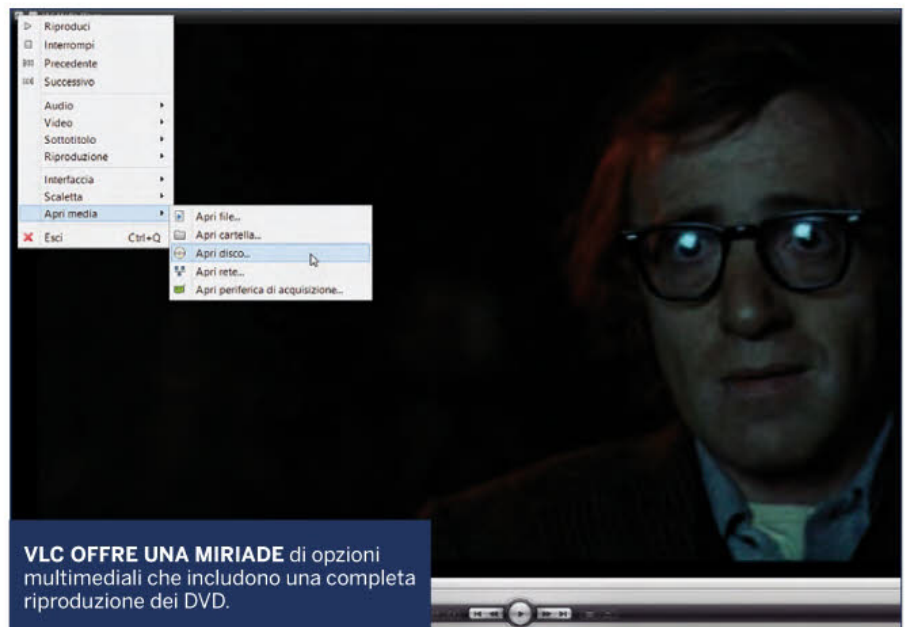 Riproduci
Interrompi
Precedente
Successivo
Audio
Video
Sottotitolo
Riproduzione
Interfaccia
Scaletta
Apri media
Esci Ctrl+Q
Apri file...
Apri cartella...
Apri disco...
Apri rete...
Apri periferica di acquisizione...
VLC OFFRE UNA MIRIADE di opzioni
multimediali che includono una completa
riproduzione dei DVD.